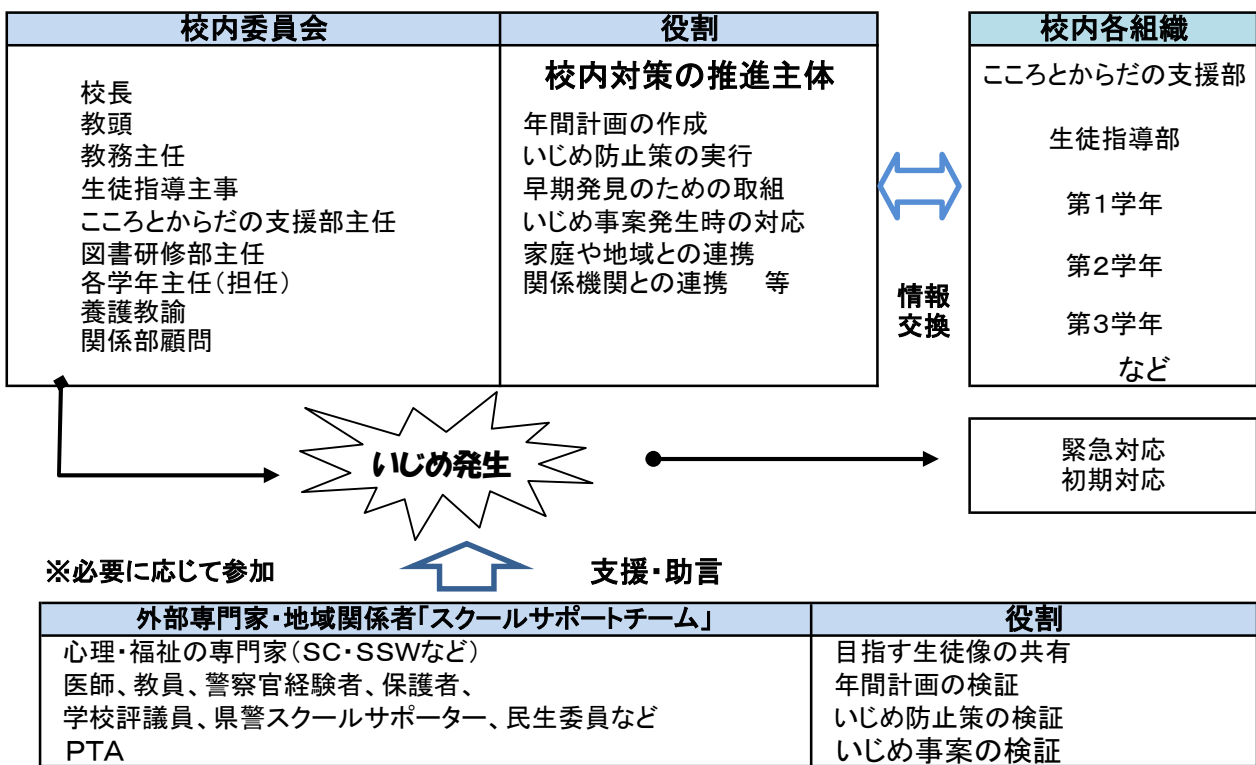 校内委員会
校長
教頭
教務主任
生徒指導主事
こころとからだの支援部主任
図書研修部主任
各学年主任（担任）
養護教諭
関係部顧問
役割
校内対策の推進主体
年間計画の作成
いじめ防止策の実行
早期発見のための取組
いじめ事案発生時の対応
家庭や地域との連携
関係機関との連携　等
情報
交換
校内各組織
こころとからだの支援部
生徒指導部
第１学年
第２学年
第３学年
など
いじめ発生
緊急対応
初期対応
※必要に応じて参加
支援・助言
外部専門家・地域関係者「スクールサポートチーム」
心理・福祉の専門家（ＳＣ・ＳＳＷなど）
医師、教員、警察官経験者、保護者、
学校評議員、県警スクールサポーター、民生委員など
ＰＴＡ
役割
目指す生徒像の共有
年間計画の検証
いじめ防止策の検証
いじめ事案の検証